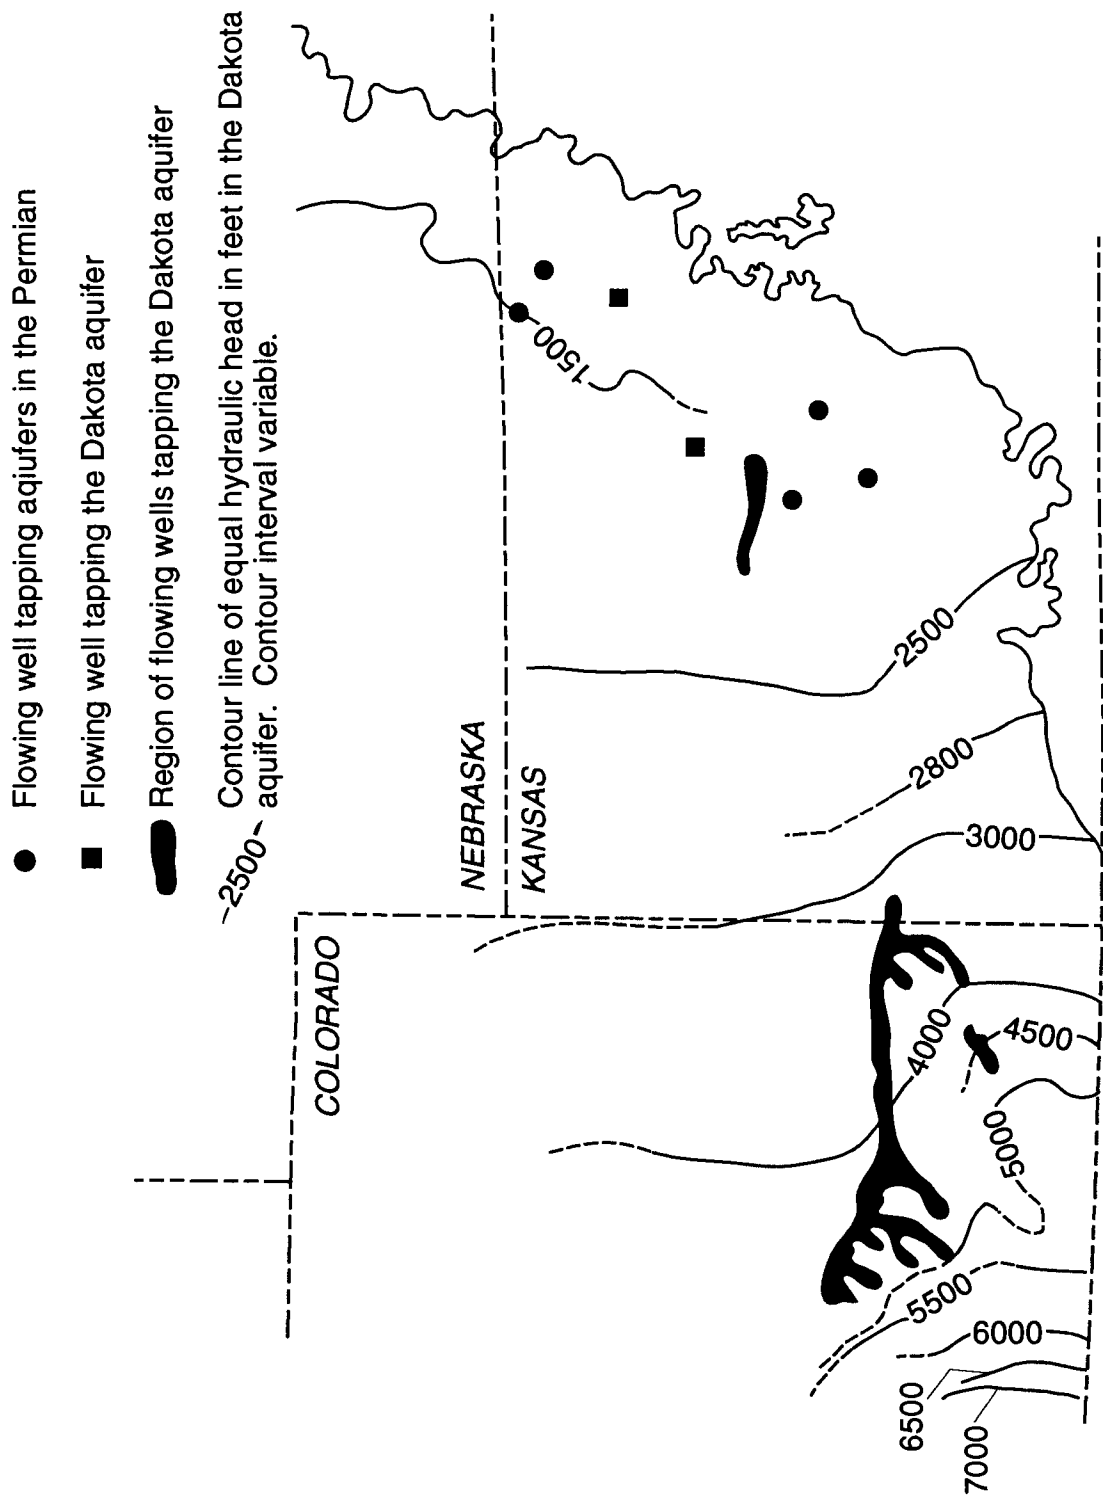 Flowing well tapping aqiufers in the Permian
Flowing well tapping the Dakota aquifer
Region of flowing wells tapping the Dakota aquifer
-2500-
Contour line of equal hydraulic head in feet in the Dakota
aquifer. Contour interval variable.
NEBRASKA
KANSAS
COLORADO
1500
2500
2800
3000
4000
4500
5000
5500
6000
6500
7000